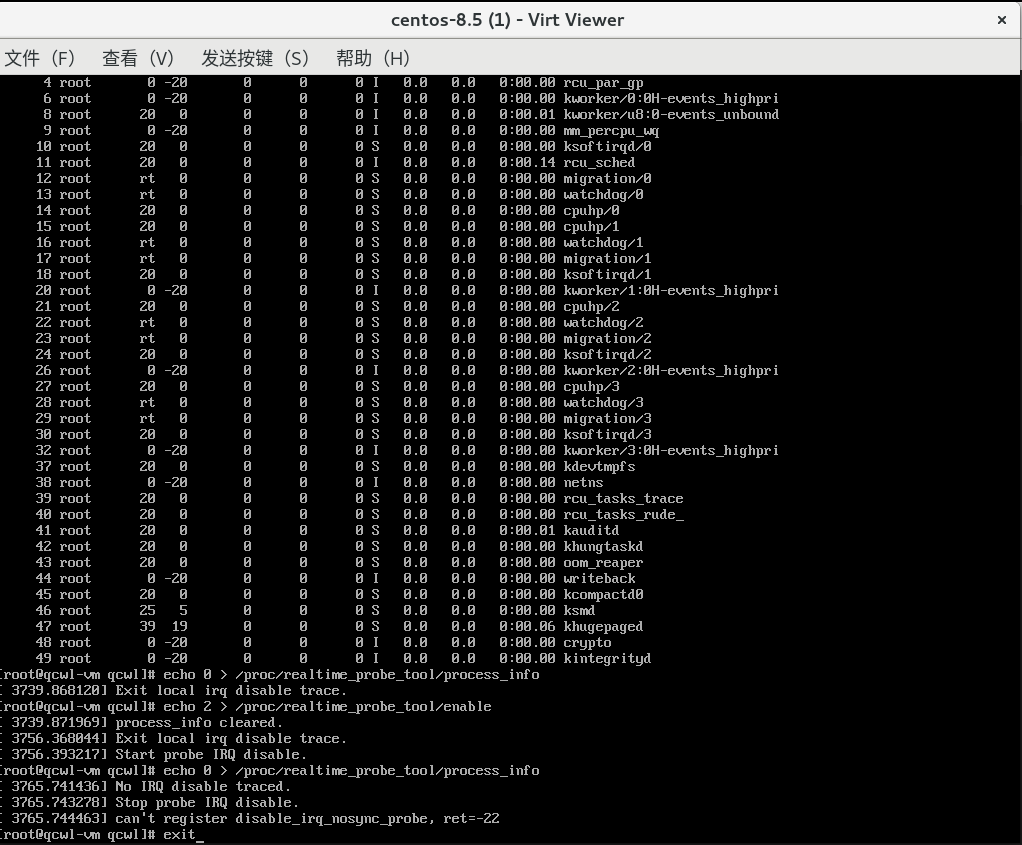 centos-8.5 (1) - Virt Viewer ×
文件（F） 查看（V） 发送按键（S） 帮助（H）
4 root 0 -20 0 0 0 I 0.0 0.0 0:00.00 rcu_par_gp
6 root 0 -20 0 0 0 I 0.0 0.0 0:00.00 kworker/0:0H-events_highpri
8 root 20 0 0 0 0 I 0.0 0.0 0:00.01 kworker/u8:0-events_unbound
9 root 0 -20 0 0 0 I 0.0 0.0 0:00.00 mm_percpu_wq
10 root 20 0 0 0 0 S 0.0 0.0 0:00.00 ksoftirqd/0
11 root 20 0 0 0 0 I 0.0 0.0 0:00.14 rcu_sched
12 root rt 0 0 0 0 S 0.0 0.0 0:00.00 migration/0
13 root rt 0 0 0 0 S 0.0 0.0 0:00.00 watchdog/0
14 root 20 0 0 0 0 S 0.0 0.0 0:00.00 cpuhp/0
15 root 20 0 0 0 0 S 0.0 0.0 0:00.00 cpuhp/1
16 root rt 0 0 0 0 S 0.0 0.0 0:00.00 watchdog/1
17 root rt 0 0 0 0 S 0.0 0.0 0:00.00 migration/1
18 root 20 0 0 0 0 S 0.0 0.0 0:00.00 ksoftirqd/1
20 root 0 -20 0 0 0 I 0.0 0.0 0:00.00 kworker/1:0H-events_highpri
21 root 20 0 0 0 0 S 0.0 0.0 0:00.00 cpuhp/2
22 root rt 0 0 0 0 S 0.0 0.0 0:00.00 watchdog/2
23 root rt 0 0 0 0 S 0.0 0.0 0:00.00 migration/2
24 root 20 0 0 0 0 S 0.0 0.0 0:00.00 ksoftirqd/2
26 root 0 -20 0 0 0 I 0.0 0.0 0:00.00 kworker/2:0H-events_highpri
27 root 20 0 0 0 0 S 0.0 0.0 0:00.00 cpuhp/3
28 root rt 0 0 0 0 S 0.0 0.0 0:00.00 watchdog/3
29 root rt 0 0 0 0 S 0.0 0.0 0:00.00 migration/3
30 root 20 0 0 0 0 S 0.0 0.0 0:00.00 ksoftirqd/3
32 root 0 -20 0 0 0 I 0.0 0.0 0:00.00 kworker/3:0H-events_highpri
37 root 20 0 0 0 0 S 0.0 0.0 0:00.00 kdevtmpfs
38 root 0 -20 0 0 0 I 0.0 0.0 0:00.00 netns
39 root 20 0 0 0 0 S 0.0 0.0 0:00.00 rcu_tasks_trace
40 root 20 0 0 0 0 S 0.0 0.0 0:00.00 rcu_tasks_rude_
41 root 20 0 0 0 0 S 0.0 0.0 0:00.01 kauditd
42 root 20 0 0 0 0 S 0.0 0.0 0:00.00 khungtaskd
43 root 20 0 0 0 0 S 0.0 0.0 0:00.00 oom_reaper
44 root 0 -20 0 0 0 I 0.0 0.0 0:00.00 writeback
45 root 20 0 0 0 0 S 0.0 0.0 0:00.00 kcompactd0
46 root 25 5 0 0 0 S 0.0 0.0 0:00.00 ksmd
47 root 39 19 0 0 0 S 0.0 0.0 0:00.06 khugepaged
48 root 0 -20 0 0 0 I 0.0 0.0 0:00.00 crypto
49 root 0 -20 0 0 0 I 0.0 0.0 0:00.00 kintegrityd
[root@qcwl-vm qcwl]# echo 0 > /proc/realtime_probe_tool/process_info
[ 3739.868120] Exit local irq disable trace.
[root@qcwl-vm qcwl]# echo 2 > /proc/realtime_probe_tool/enable
[ 3739.871969] process_info cleared.
[ 3756.368044] Exit local irq disable trace.
[ 3756.393217] Start probe IRQ disable.
[root@qcwl-vm qcwl]# echo 0 > /proc/realtime_probe_tool/process_info
[ 3765.741436] No IRQ disable traced.
[ 3765.743278] Stop probe IRQ disable.
[ 3765.744463] can't register disable_irq_nosync_probe, ret=-22
[root@qcwl-vm qcwl]# exit_